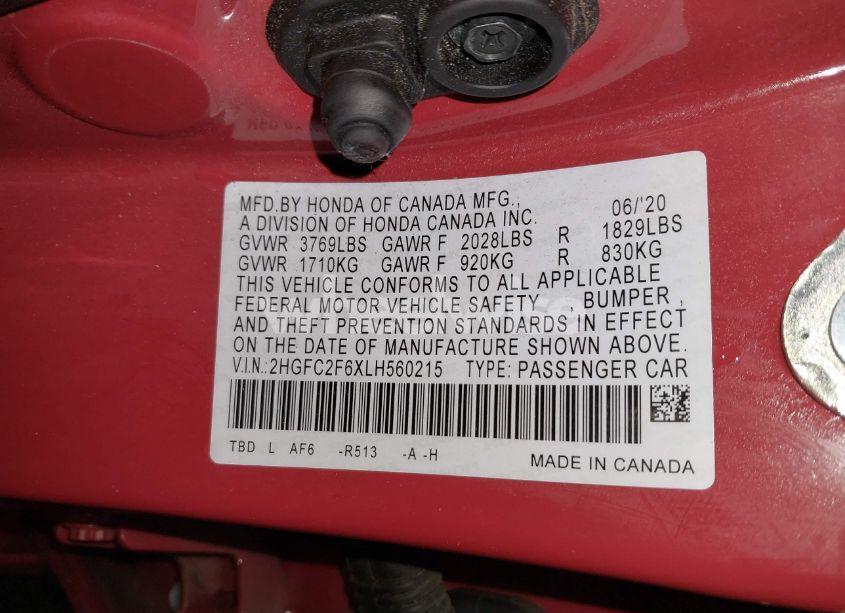 MFD.BY HONDA OF CANADA MFG., 06/'20
A DIVISION OF HONDA CANADA INC.
GVWR 3769LBS GAWR F 2028LBS R 1829LBS
GVWR 1710KG GAWR F 920KG R 830KG
THIS VEHICLE CONFORMS TO ALL APPLICABLE
FEDERAL MOTOR VEHICLE SAFETY , BUMPER ,
AND THEFT PREVENTION STANDARDS IN EFFECT
ON THE DATE OF MANUFACTURE SHOWN ABOVE.
V.I.N.: 2HGFC2F6XLH560215 TYPE: PASSENGER CAR
TBD L AF6 -R513 -A -H
MADE IN CANADA